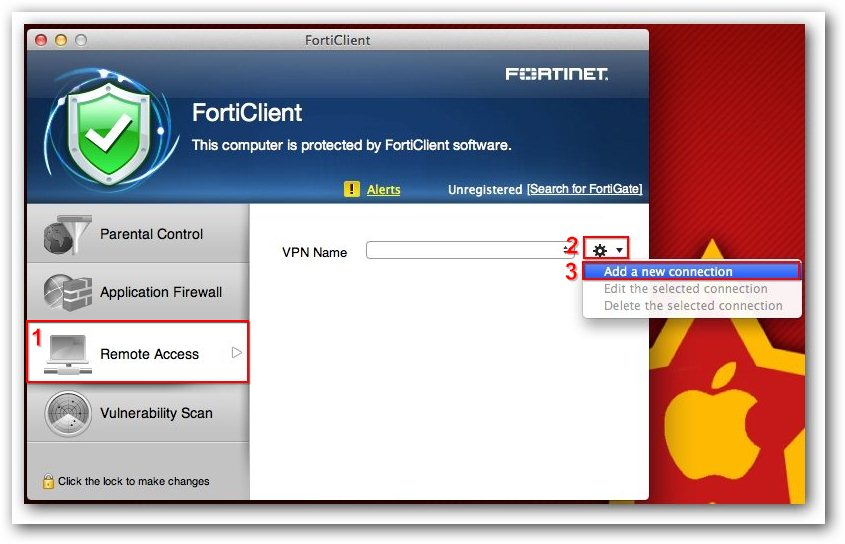 FortiClient
FORTINET
FortiClient
This computer is protected by FortiClient software.
! Alerts
Unregistered [Search for FortiGate]
Parental Control
Application Firewall
1
Remote Access
Vulnerability Scan
Click the lock to make changes
VPN Name
2
3
Add a new connection
Edit the selected connection
Delete the selected connection